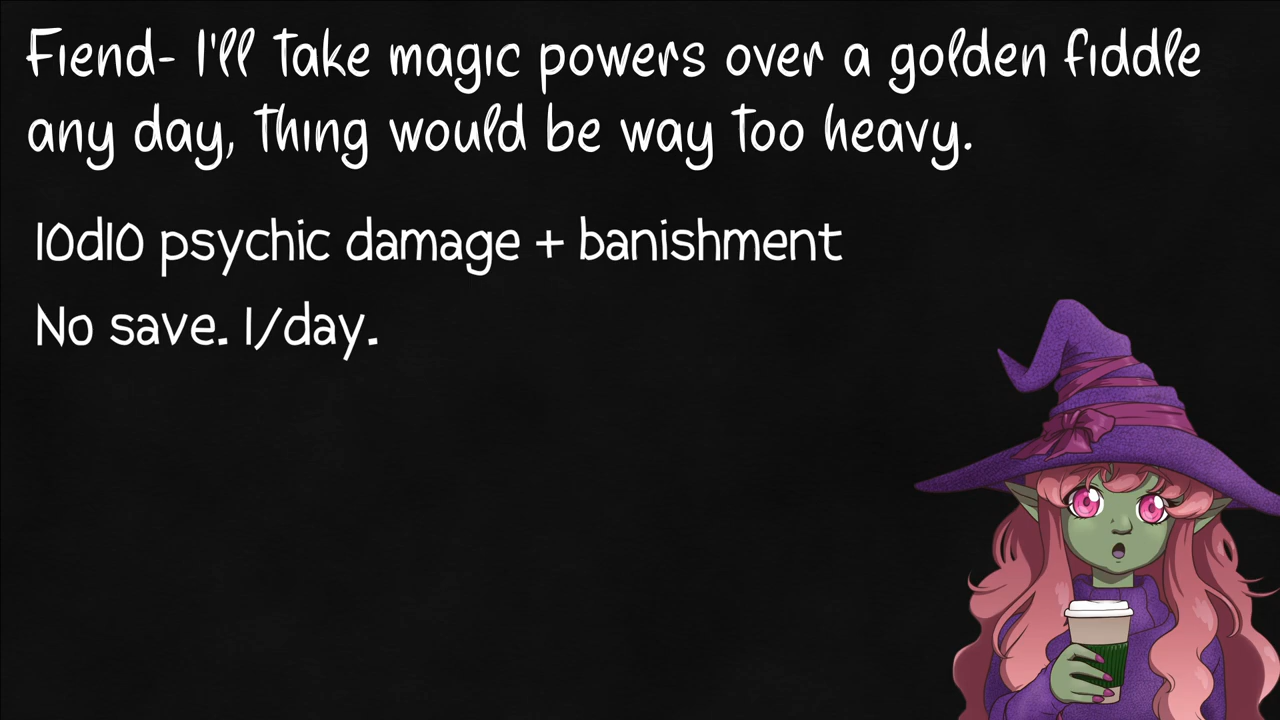 Fiend- I'll take magic powers over a golden fiddle
any day, thing would be way too heavy.
10d10 psychic damage + banishment
No save. 1/day.